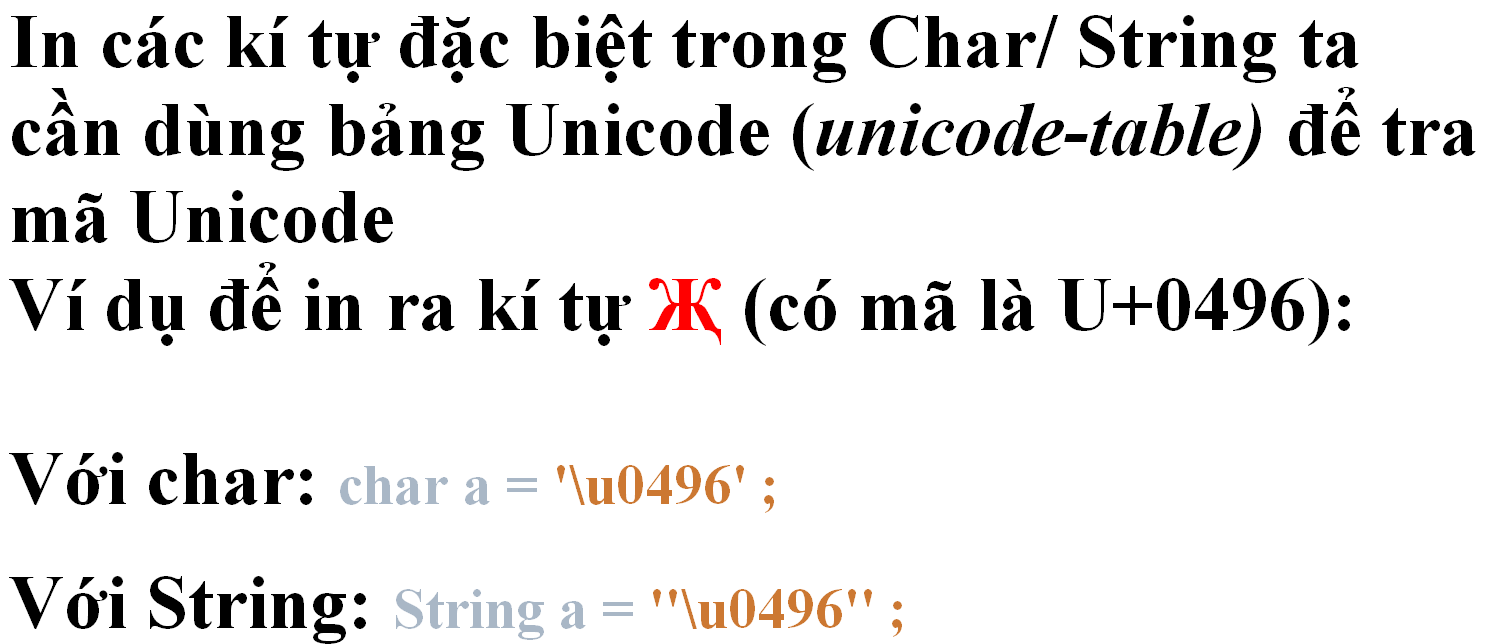 In các kí tự đặc biệt trong Char/ String ta
cần dùng bảng Unicode (unicode-table) để tra
mã Unicode
Ví dụ để in ra kí tự Җ (có mã là U+0496):
Với char: char a = '\u0496' ;
Với String: String a = "\u0496" ;